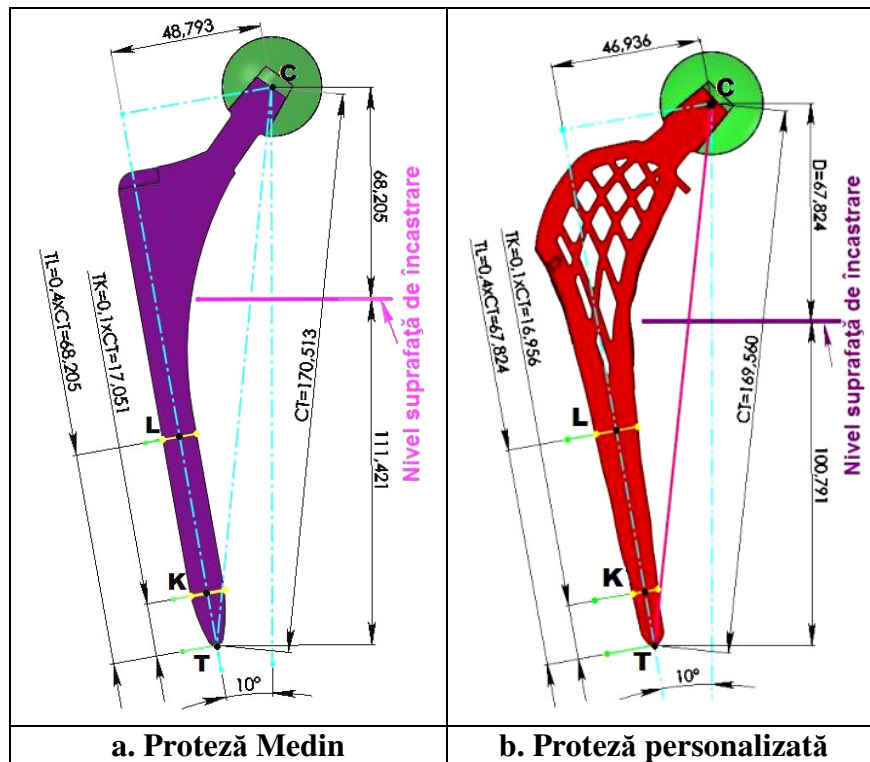 48,793
C
68,205
Nivel suprafaţă de încastrare
TL=0,4xCT=68,205
TK=0,1xCT=17,051
CT=170,513
L
111,421
K
T
10°
a. Proteză Medin
46,936
C
D=67,824
Nivel suprafaţă de încastrare
TL=0,4xCT=67,824
TK=0,1xCT=16,956
CT=169,560
L
100,791
K
T
10°
b. Proteză personalizată